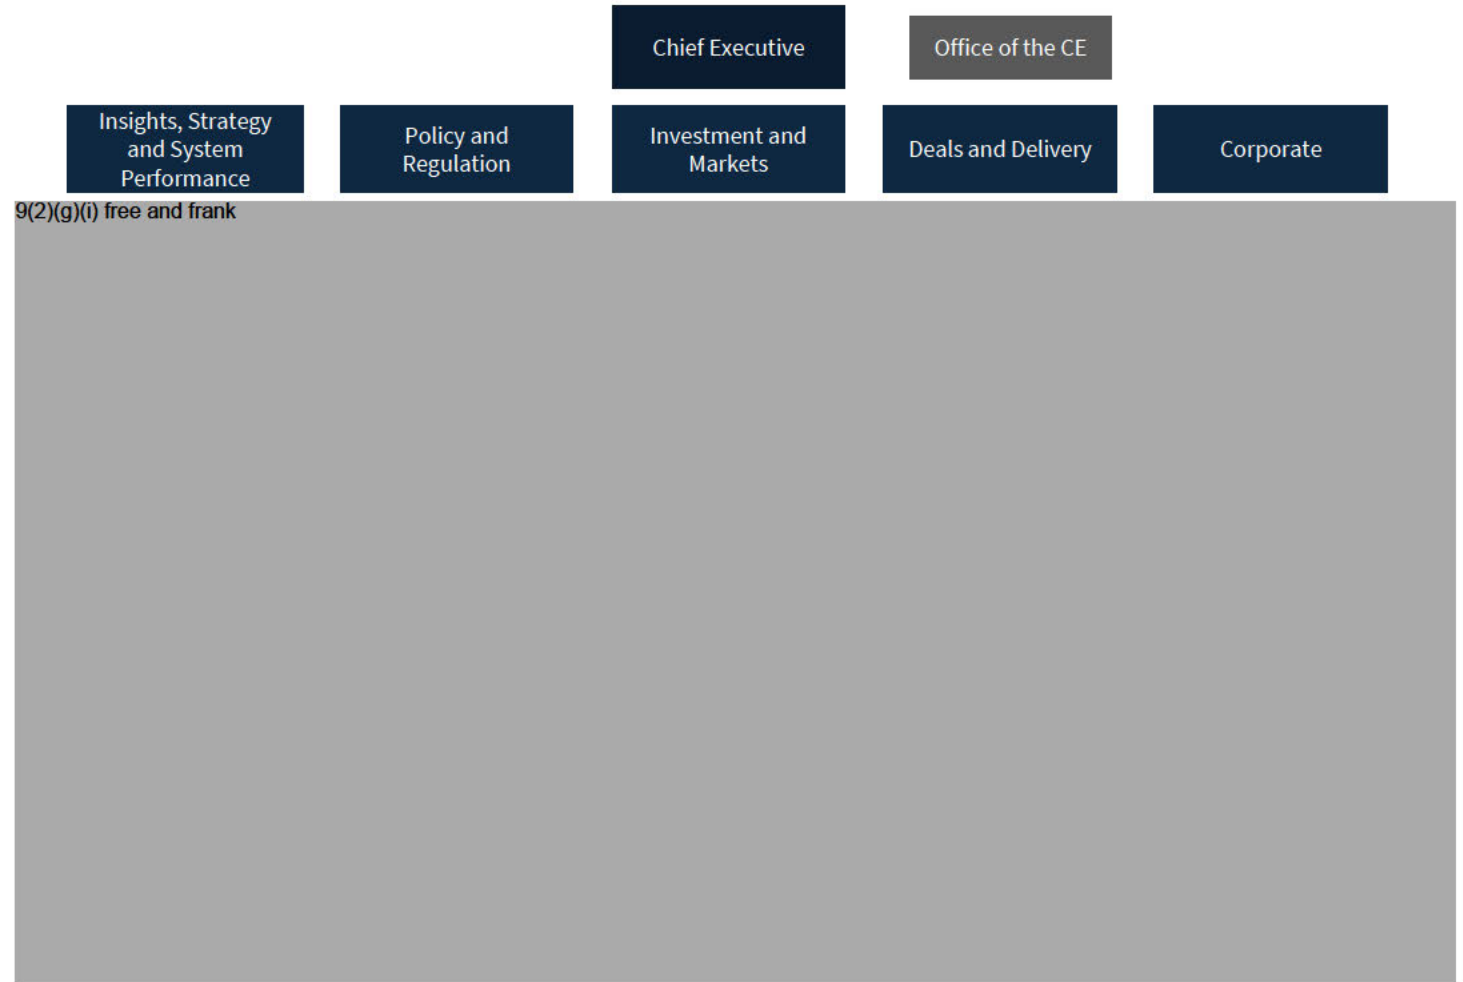 Chief Executive
Office of the CE
Insights, Strategy
and System
Performance
Policy and
Regulation
Investment and
Markets
Deals and Delivery
Corporate
9(2)(g)(i) free and frank